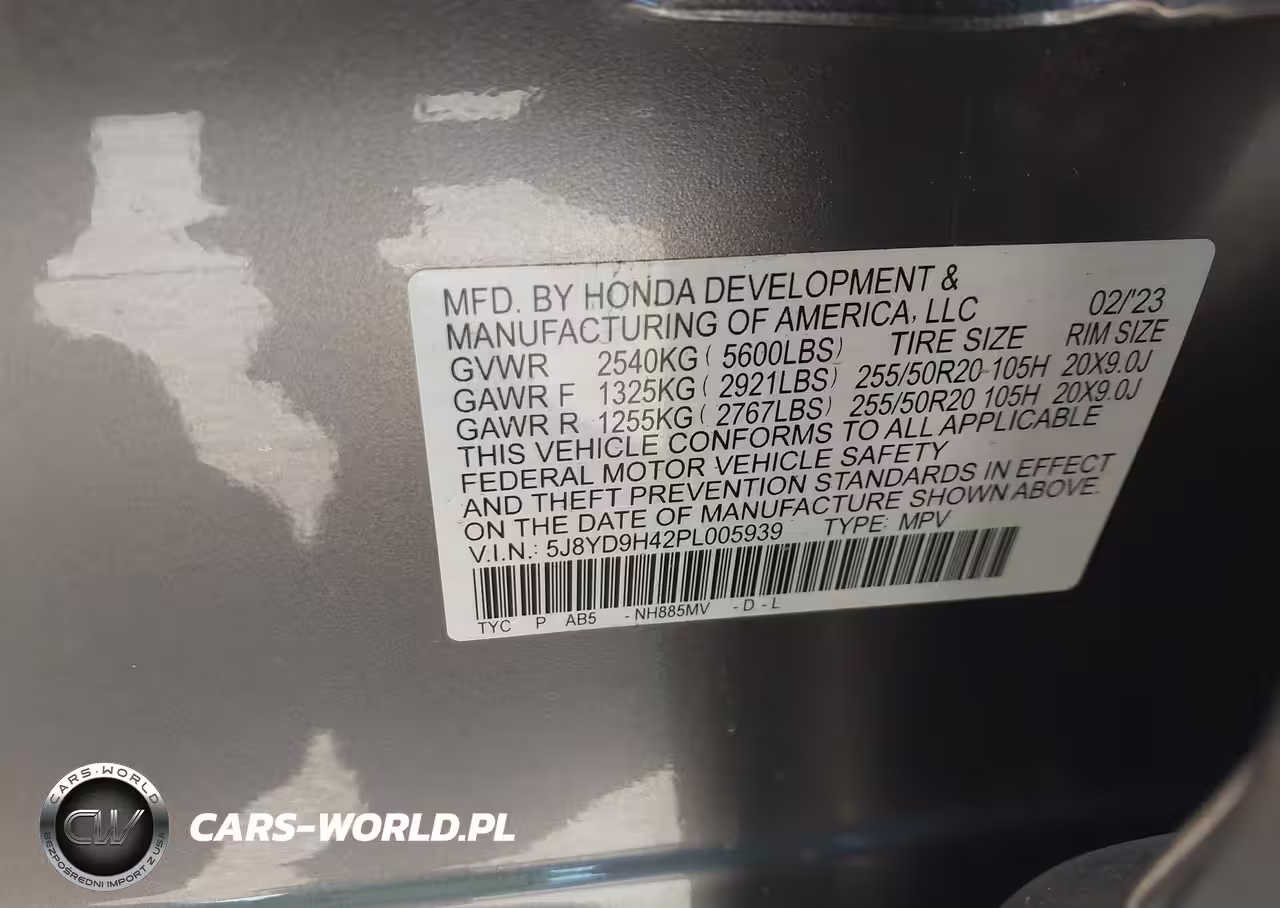 MFD. BY HONDA DEVELOPMENT &
MANUFACTURING OF AMERICA, LLC 02/'23
GVWR 2540KG ( 5600LBS) TIRE SIZE RIM SIZE
GAWR F 1325KG ( 2921LBS) 255/50R20 105H 20X9.0J
GAWR R 1255KG ( 2767LBS) 255/50R20 105H 20X9.0J
THIS VEHICLE CONFORMS TO ALL APPLICABLE
FEDERAL MOTOR VEHICLE SAFETY
AND THEFT PREVENTION STANDARDS IN EFFECT
ON THE DATE OF MANUFACTURE SHOWN ABOVE.
V.I.N.: 5J8YD9H42PL005939 TYPE: MPV
TYC P AB5 -NH885MV -D-L
CARS-WORLD
CW
BEZPOŚREDNI IMPORT Z USA
CARS-WORLD.PL